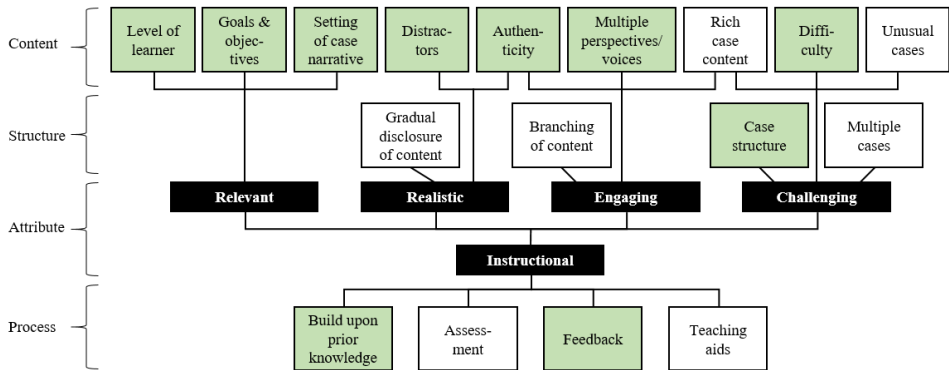 Content
Level of
learner
Goals &
objec-
tives
Setting
of case
narrative
Distrac-
tors
Authen-
ticity
Multiple
perspectives/
voices
Rich
case
content
Diffi-
culty
Unusual
cases
Structure
Gradual
disclosure
of content
Branching
of content
Case
structure
Multiple
cases
Attribute
Relevant
Realistic
Engaging
Challenging
Instructional
Process
Build upon
prior
knowledge
Assess-
ment
Feedback
Teaching
aids